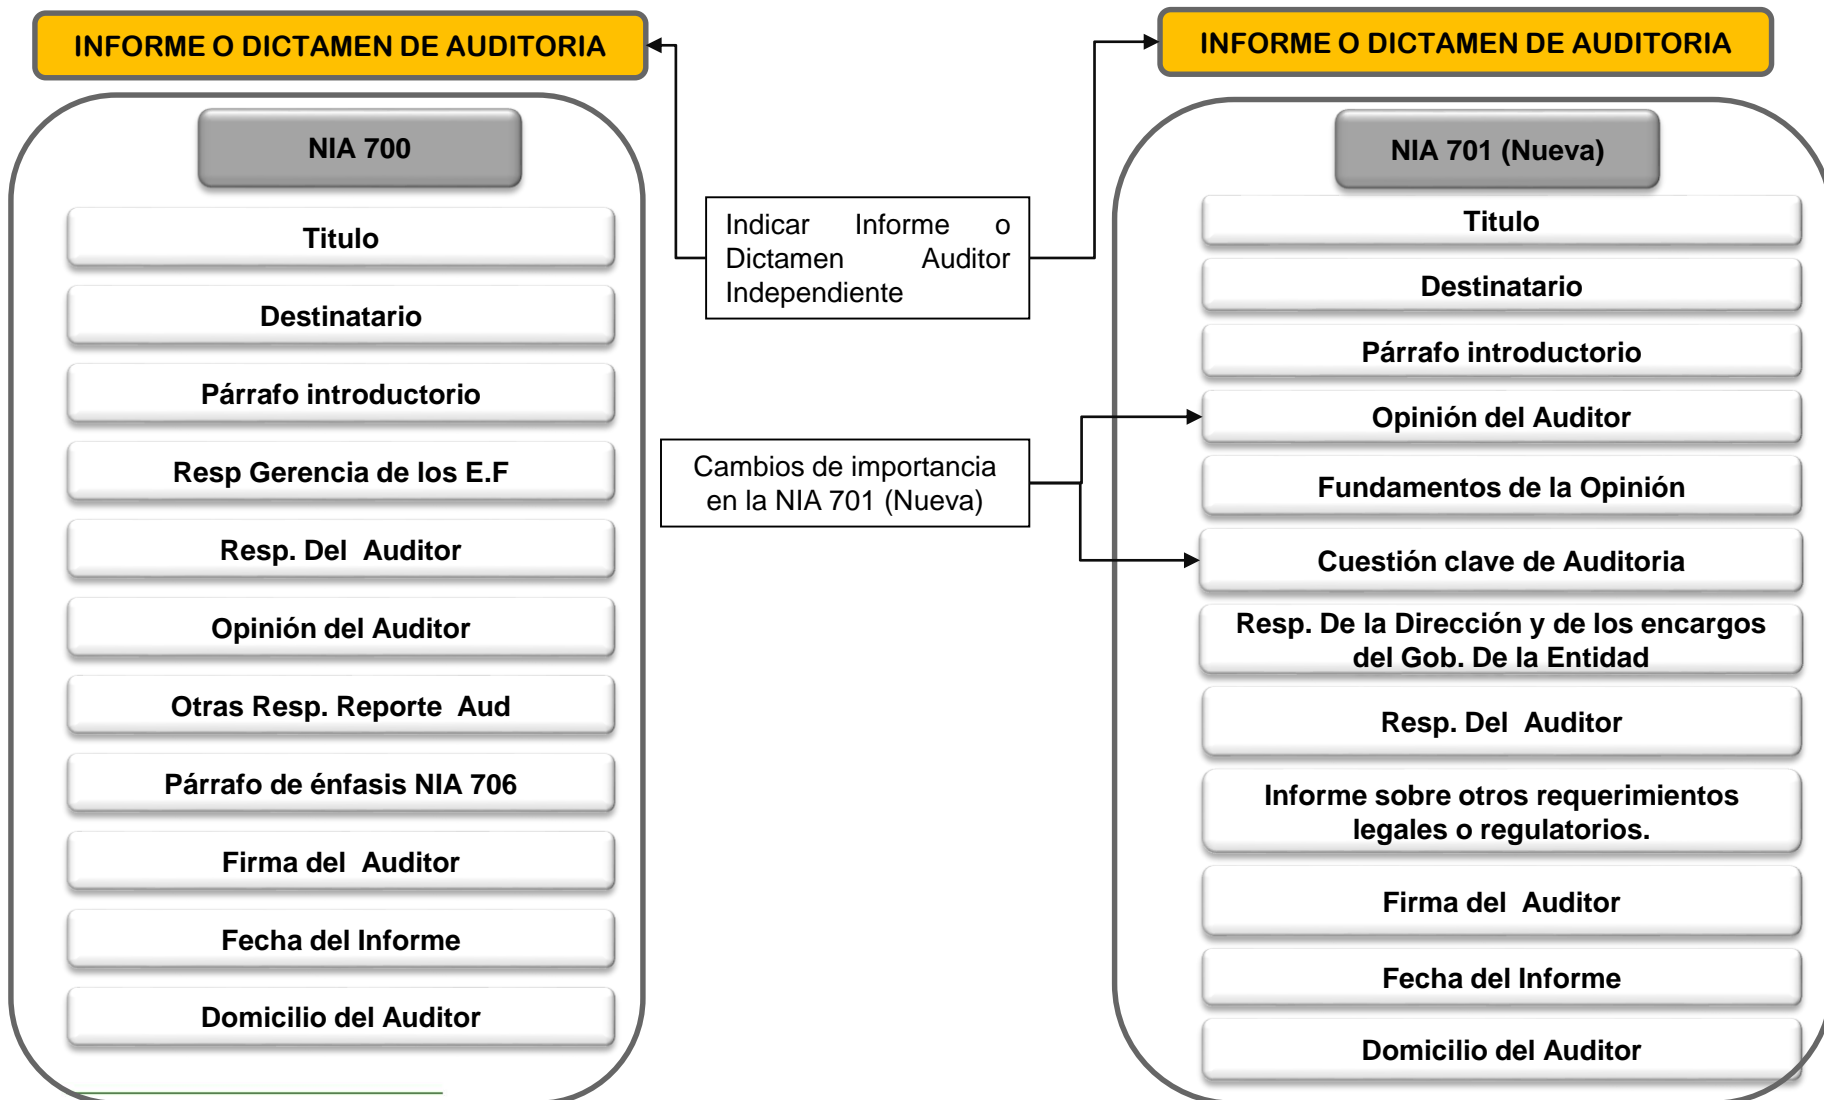 INFORME O DICTAMEN DE AUDITORIA
NIA 700
Titulo
Destinatario
Párrafo introductorio
Resp Gerencia de los E.F
Resp. Del Auditor
Opinión del Auditor
Otras Resp. Reporte Aud
Párrafo de énfasis NIA 706
Firma del Auditor
Fecha del Informe
Domicilio del Auditor
Indicar Informe o
Dictamen Auditor
Independiente
Cambios de importancia
en la NIA 701 (Nueva)
INFORME O DICTAMEN DE AUDITORIA
NIA 701 (Nueva)
Titulo
Destinatario
Párrafo introductorio
Opinión del Auditor
Fundamentos de la Opinión
Cuestión clave de Auditoria
Resp. De la Dirección y de los encargos
del Gob. De la Entidad
Resp. Del Auditor
Informe sobre otros requerimientos
legales o regulatorios.
Firma del Auditor
Fecha del Informe
Domicilio del Auditor